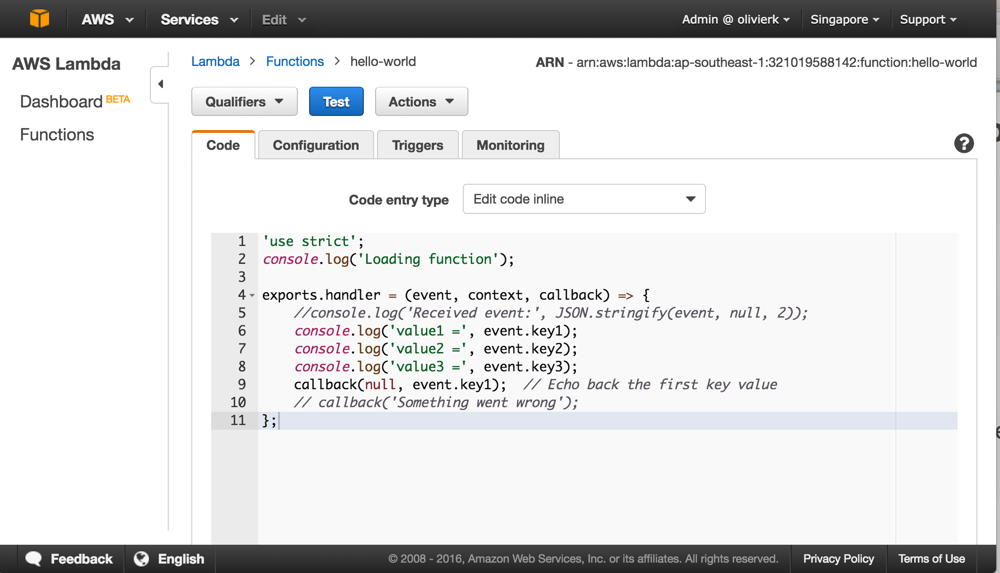 AWS Services Edit Admin @ olivierk Singapore Support
AWS Lambda
Dashboard BETA
Functions
Lambda > Functions > hello-world
ARN - arn:aws:lambda:ap-southeast-1:321019588142:function:hello-world
Qualifiers Test Actions
Code Configuration Triggers Monitoring
?
Code entry type Edit code inline
1 'use strict';
2 console.log('Loading function');
3
4 exports.handler = (event, context, callback) => {
5     //console.log('Received event:', JSON.stringify(event, null, 2));
6     console.log('value1 =', event.key1);
7     console.log('value2 =', event.key2);
8     console.log('value3 =', event.key3);
9     callback(null, event.key1);  // Echo back the first key value
10     // callback('Something went wrong');
11 };
Feedback English © 2008 - 2016, Amazon Web Services, Inc. or its affiliates. All rights reserved. Privacy Policy Terms of Use